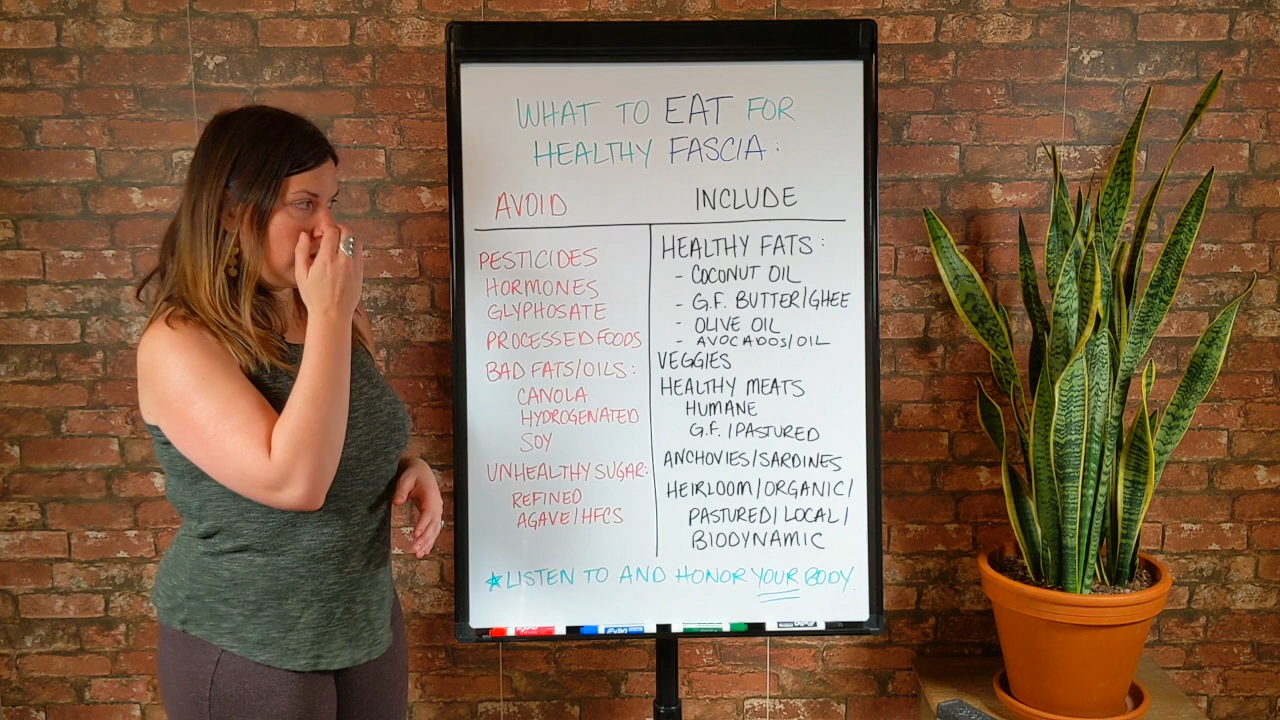 WHAT TO EAT FOR
HEALTHY FASCIA:
AVOID
PESTICIDES
HORMONES
GLYPHOSATE
PROCESSED FOODS
BAD FATS/OILS:
CANOLA
HYDROGENATED
SOY
UNHEALTHY SUGAR:
REFINED
AGAVE/HFCS
INCLUDE
HEALTHY FATS:
- COCONUT OIL
- G.F. BUTTER/GHEE
- OLIVE OIL
- AVOCADOS/OIL
VEGGIES
HEALTHY MEATS
HUMANE
G.F./PASTURED
ANCHOVIES/SARDINES
HEIRLOOM/ORGANIC/
PASTURED/LOCAL/
BIODYNAMIC
*LISTEN TO AND HONOR YOUR BODY.
EXPO